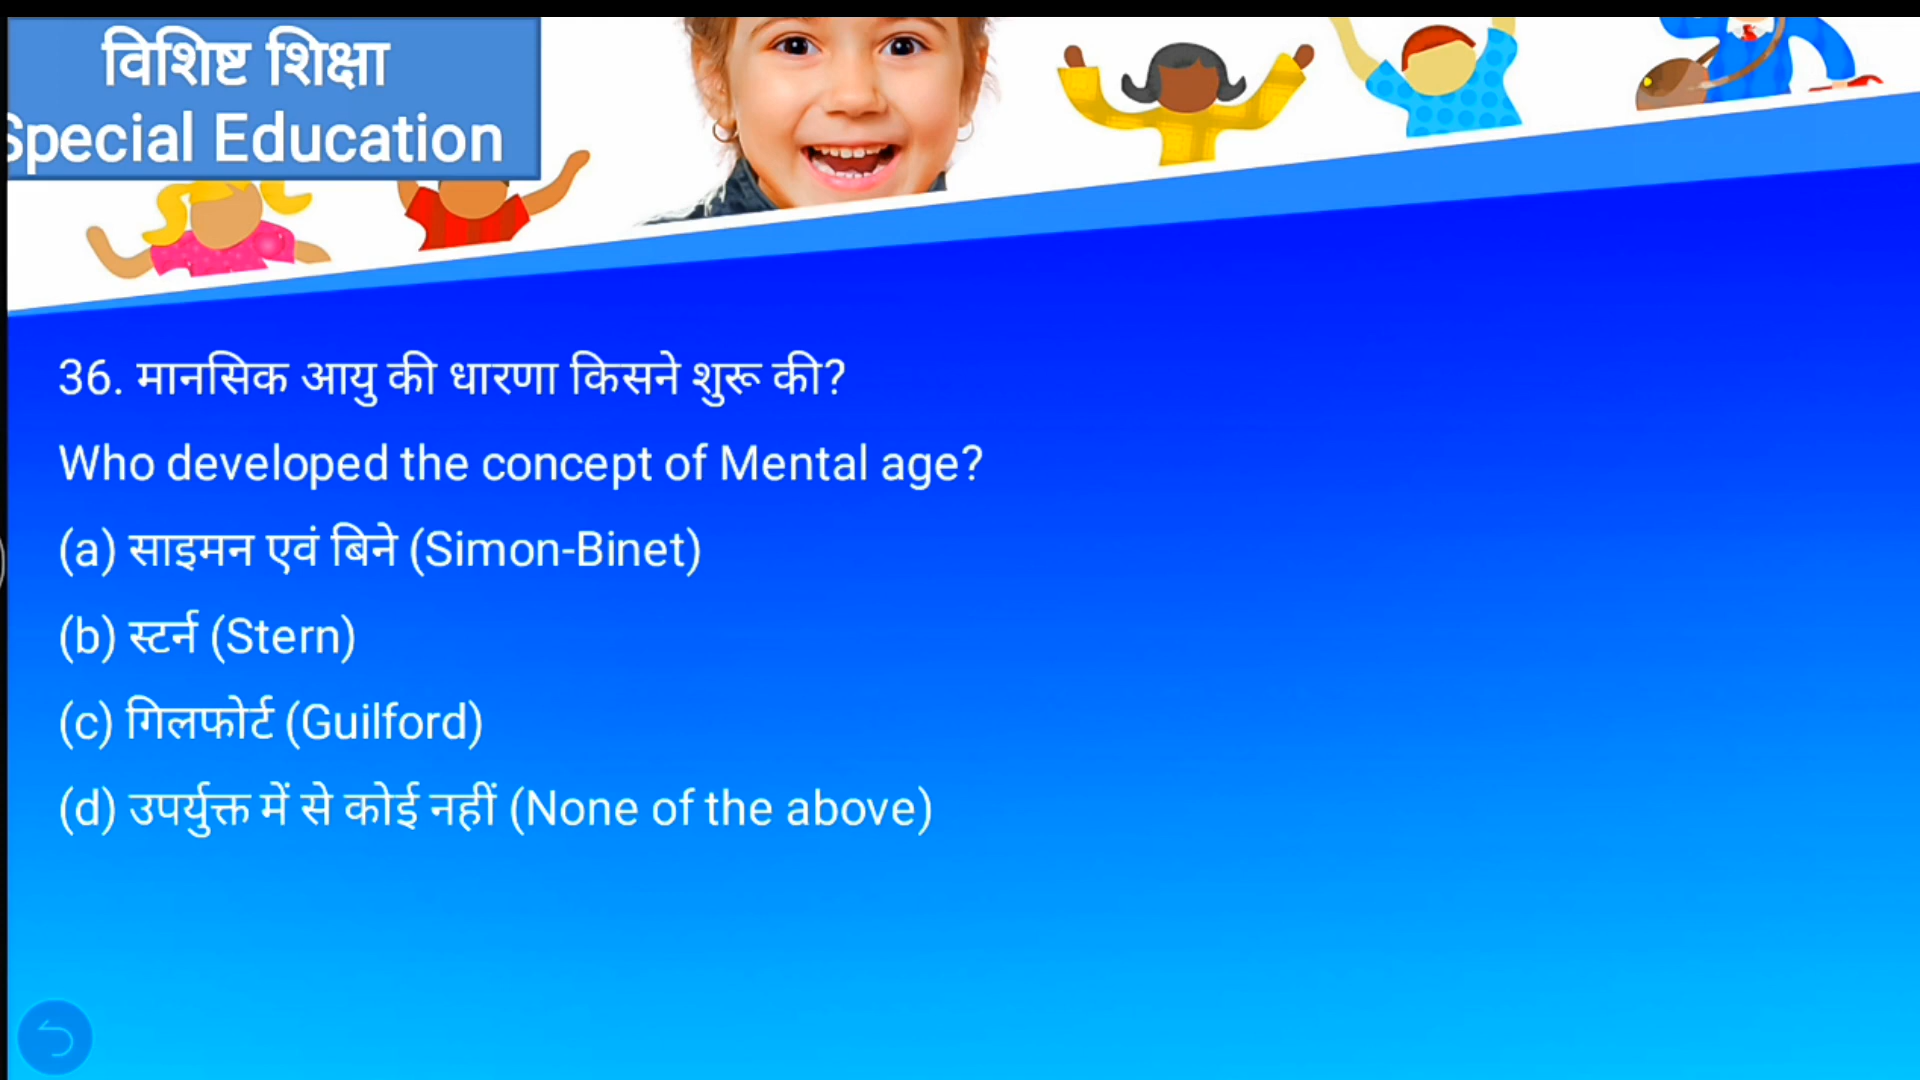 विशिष्ट शिक्षा
Special Education
36. मानसिक आयु की धारणा किसने शुरू की?
Who developed the concept of Mental age?
(a) साइमन एवं बिने (Simon-Binet)
(b) स्टर्न (Stern)
(c) गिलफोर्ट (Guilford)
(d) उपर्युक्त में से कोई नहीं (None of the above)